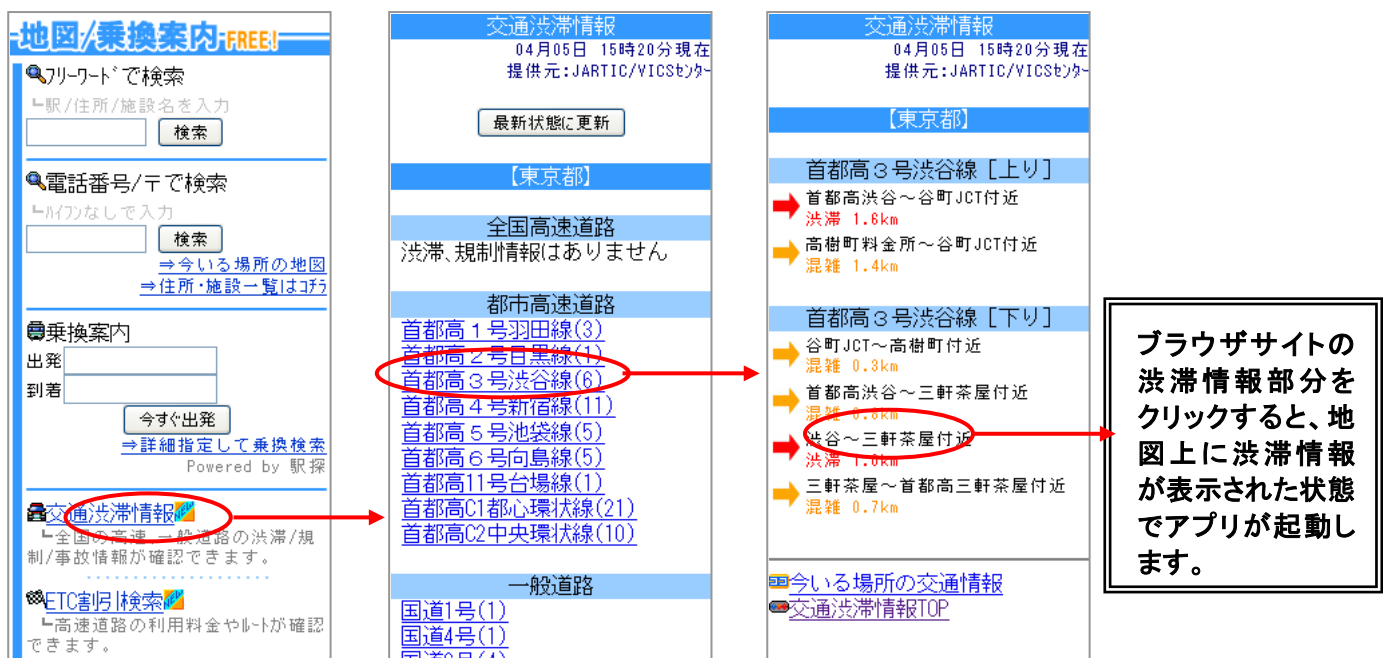 地図/乗換案内 FREE!
ﾌﾘｰﾜｰﾄﾞで検索
┗駅/住所/施設名を入力
検索
電話番号/〒で検索
┗ﾊｲﾌﾝなしで入力
検索
⇒今いる場所の地図
⇒住所・施設一覧はｺﾁﾗ
乗換案内
出発
到着
今すぐ出発
⇒詳細指定して乗換検索
Powered by 駅探
交通渋滞情報
┗全国の高速、一般道路の渋滞/規
制/事故情報が確認できます。
ETC割引検索
┗高速道路の利用料金やﾙｰﾄが確認
できます。
交通渋滞情報
04月05日 15時20分現在
提供元:JARTIC/VICSｾﾝﾀｰ
最新状態に更新
【東京都】
全国高速道路
渋滞、規制情報はありません
都市高速道路
首都高１号羽田線(3)
首都高２号目黒線(1)
首都高３号渋谷線(6)
首都高４号新宿線(11)
首都高５号池袋線(5)
首都高６号向島線(5)
首都高11号台場線(1)
首都高C1都心環状線(21)
首都高C2中央環状線(10)
一般道路
国道1号(1)
国道4号(1)
交通渋滞情報
04月05日 15時20分現在
提供元:JARTIC/VICSｾﾝﾀｰ
【東京都】
首都高３号渋谷線［上り］
首都高渋谷～谷町JCT付近
渋滞 1.6km
高樹町料金所～谷町JCT付近
混雑 1.4km
首都高３号渋谷線［下り］
谷町JCT～高樹町付近
混雑 0.3km
首都高渋谷～三軒茶屋付近
混雑
渋谷～三軒茶屋付近
渋滞
三軒茶屋～首都高三軒茶屋付近
混雑 0.7km
今いる場所の交通情報
交通渋滞情報TOP
ブラウザサイトの
渋滞情報部分を
クリックすると、地
図上に渋滞情報
が表示された状態
でアプリが起動し
ます。